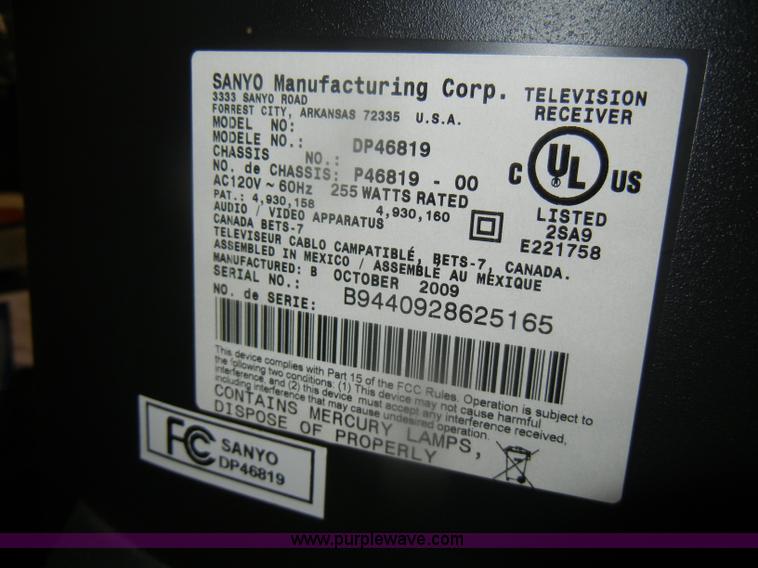 SANYO Manufacturing Corp.
3333 SANYO ROAD
FORREST CITY, ARKANSAS 72335 U.S.A.
TELEVISION
RECEIVER
MODEL NO:
MODELE NO.: DP46819
CHASSIS NO.:
NO. de CHASSIS: P46819 - 00
AC120V ~ 60Hz 255 WATTS RATED
PAT.: 4,930,158 4,930,160
AUDIO / VIDEO APPARATUS
CANADA BETS-7
TELEVISEUR CABLO CAMPATIBLÉ, BETS-7, CANADA.
ASSEMBLED IN MEXICO / ASSEMBLÉ AU MEXIQUE
MANUFACTURED: B OCTOBER 2009
SERIAL NO.:
NO. de SERIE: B9440928625165
C UL US
LISTED
2SA9
E221758
This device complies with Part 15 of the FCC Rules. Operation is subject to
the following two conditions: (1) This device may not cause harmful
interference, and (2) this device must accept any interference received,
including interference that may cause undesired operation.
CONTAINS MERCURY LAMPS,
DISPOSE OF PROPERLY
FC SANYO
DP46819
www.purplewave.com